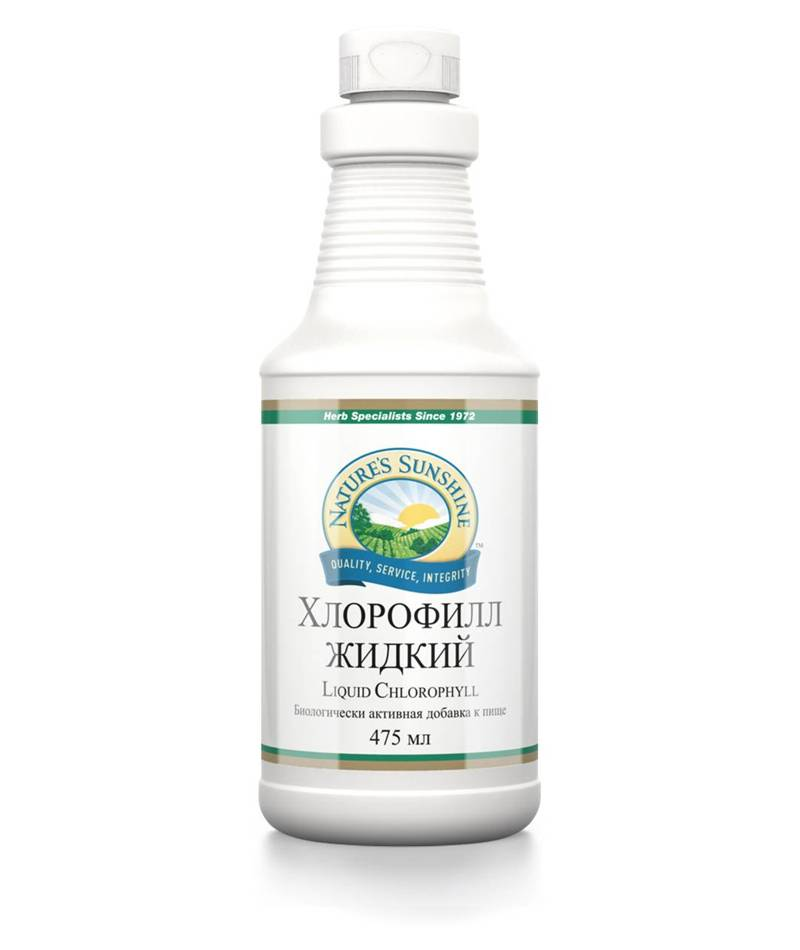 Herb Specialists Since 1972
NATURE'S SUNSHINE
TM
QUALITY, SERVICE, INTEGRITY
ХЛОРОФИЛЛ
ЖИДКИЙ
LIQUID CHLOROPHYLL
Биологически активная добавка к пище
475 мл